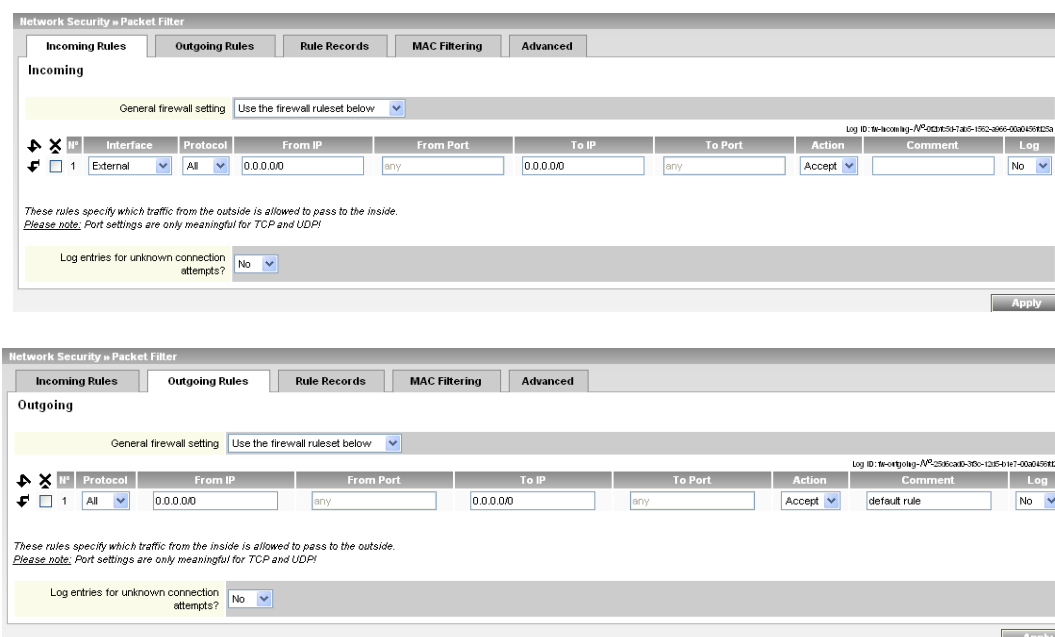 Network Security » Packet Filter
Incoming Rules Outgoing Rules Rule Records MAC Filtering Advanced
Incoming
General firewall setting Use the firewall ruleset below
Log ID: fw-incoming-
N° Interface Protocol From IP From Port To IP To Port Action Comment Log
1 External All 0.0.0.0/0 any 0.0.0.0/0 any Accept No
These rules specify which traffic from the outside is allowed to pass to the inside.
Please note: Port settings are only meaningful for TCP and UDP!
Log entries for unknown connection attempts? No
Apply
Network Security » Packet Filter
Incoming Rules Outgoing Rules Rule Records MAC Filtering Advanced
Outgoing
General firewall setting Use the firewall ruleset below
Log ID: fw-outgoing-
N° Protocol From IP From Port To IP To Port Action Comment Log
1 All 0.0.0.0/0 any 0.0.0.0/0 any Accept default rule No
These rules specify which traffic from the inside is allowed to pass to the outside.
Please note: Port settings are only meaningful for TCP and UDP!
Log entries for unknown connection attempts? No